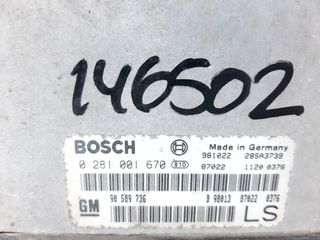 146502
BOSCH
Made in Germany
0 281 001 670 E10
981022 28SA3739
87022 1120 0376
GM 90 589 736
B 98013 87022 0376
LS